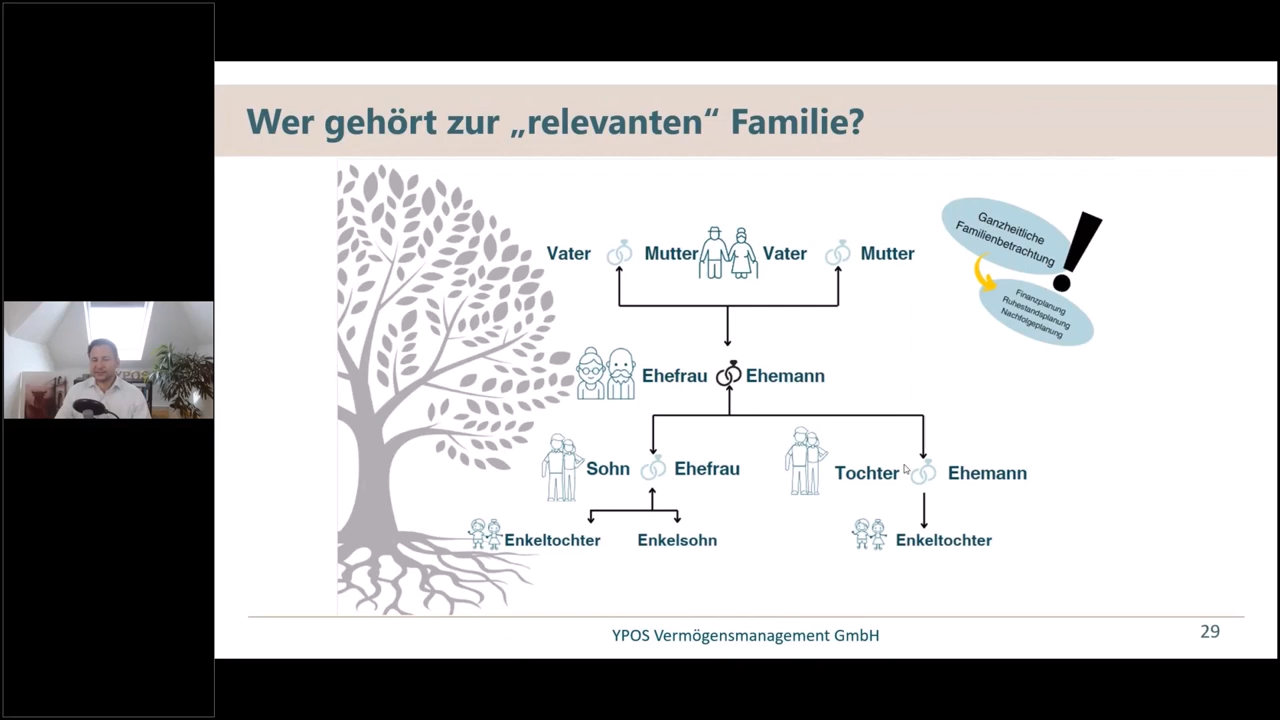 Wer gehört zur „relevanten“ Familie?
Vater Mutter Vater Mutter
Ganzheitliche
Familienbetrachtung
Finanzplanung
Ruhestandsplanung
Nachfolgeplanung
Ehefrau Ehemann
Sohn Ehefrau
Tochter Ehemann
Enkeltochter Enkelsohn Enkeltochter
YPOS Vermögensmanagement GmbH
29
YPOS